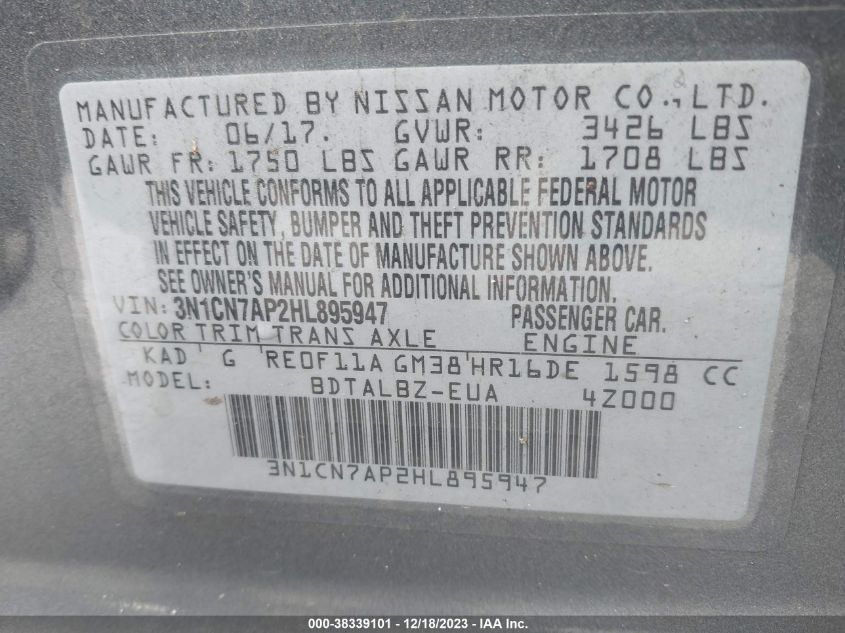 MANUFACTURED BY NISSAN MOTOR CO., LTD.
DATE: 06/17. GVWR: 3426 LBS
GAWR FR: 1750 LBS GAWR RR: 1708 LBS
THIS VEHICLE CONFORMS TO ALL APPLICABLE FEDERAL MOTOR
VEHICLE SAFETY, BUMPER AND THEFT PREVENTION STANDARDS
IN EFFECT ON THE DATE OF MANUFACTURE SHOWN ABOVE.
SEE OWNER'S MANUAL FOR ADDITIONAL INFORMATION.
VIN: 3N1CN7AP2HL895947 PASSENGER CAR.
COLOR TRIM TRANS AXLE ENGINE
KAD G RE0F11A GM38 HR16DE 1598 CC
MODEL: BDTALBZ-EUA 4Z000
3N1CN7AP2HL895947
000-38339101 - 12/18/2023 - IAA Inc.